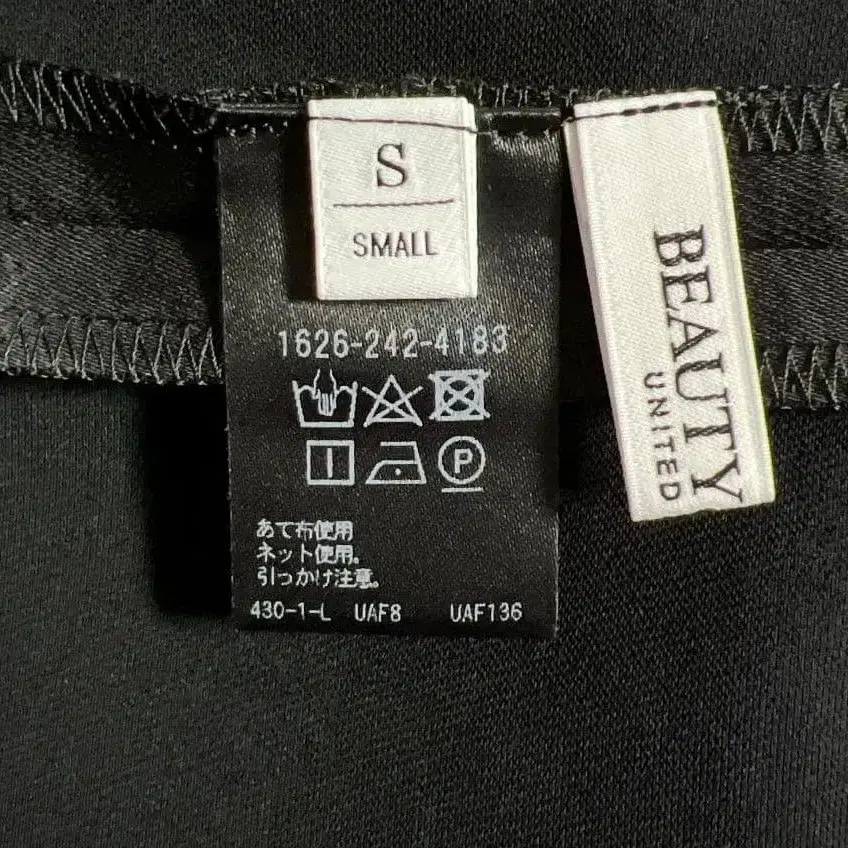 S
SMALL
BEAUTY
UNITED
1626-242-4183
P
あて布使用
ネット使用。
引っかけ注意。
430-1-L UAF8 UAF136